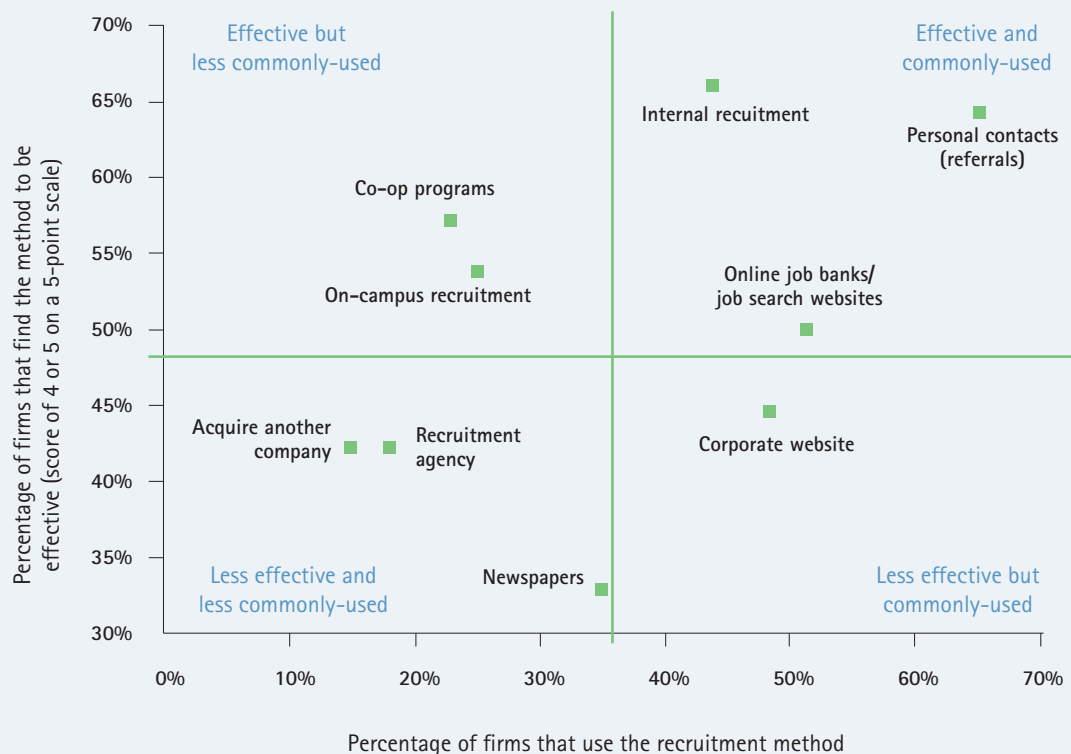 Percentage of firms that find the method to be
effective (score of 4 or 5 on a 5-point scale)
70%
65%
60%
55%
50%
45%
40%
35%
30%
Effective but
less commonly-used
Effective and
commonly-used
Internal recuitment
Personal contacts
(referrals)
Co-op programs
On-campus recruitment
Online job banks/
job search websites
Acquire another
company
Recruitment
agency
Corporate website
Newspapers
Less effective and
less commonly-used
Less effective but
commonly-used
0%
10%
20%
30%
40%
50%
60%
70%
Percentage of firms that use the recruitment method